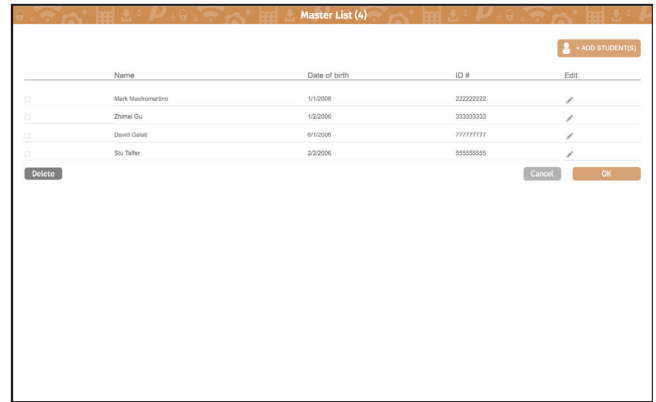 Master List (4)
+ ADD STUDENT(S)
Name Date of birth ID # Edit
Mark Mastromartino 1/1/2006 222222222
Zhimei Gu 1/2/2006 333333333
David Galati 6/1/2006 777777777
Stu Telfer 2/2/2006 555555555
Delete Cancel OK